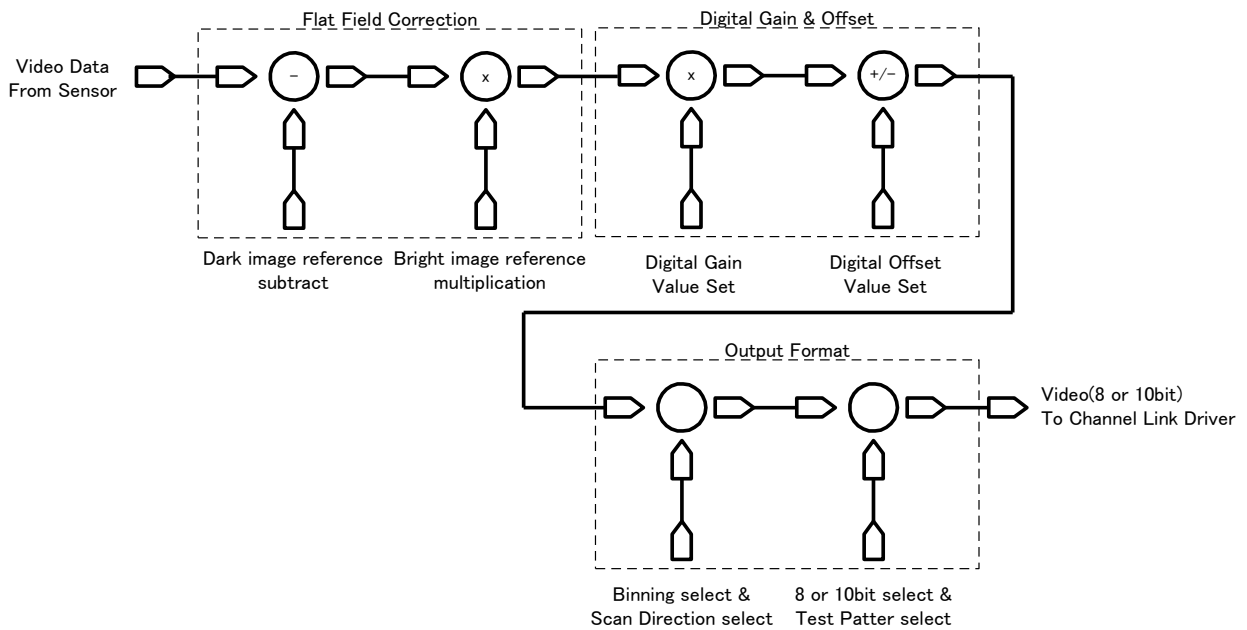 Flat Field Correction
Digital Gain & Offset
Video Data
From Sensor
-
x
x
+/-
Dark image reference
subtract
Bright image reference
multiplication
Digital Gain
Value Set
Digital Offset
Value Set
Output Format
Video(8 or 10bit)
To Channel Link Driver
Binning select &
Scan Direction select
8 or 10bit select &
Test Patter select